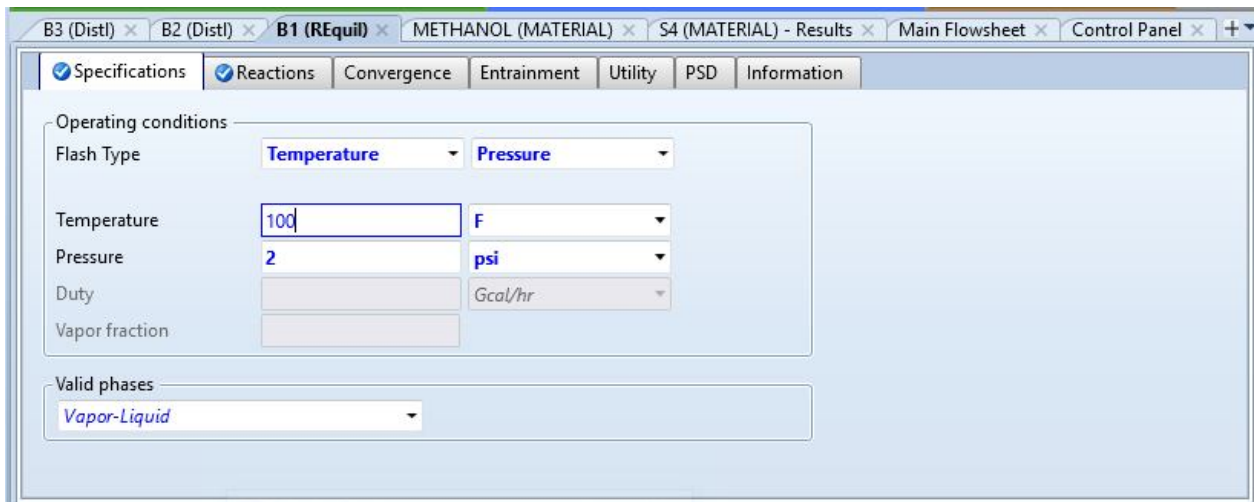 B3 (Distl) B2 (Distl) B1 (REquil) METHANOL (MATERIAL) S4 (MATERIAL) - Results Main Flowsheet Control Panel +
Specifications Reactions Convergence Entrainment Utility PSD Information
Operating conditions
Flash Type Temperature Pressure
Temperature 100 F
Pressure 2 psi
Duty Gcal/hr
Vapor fraction
Valid phases
Vapor-Liquid